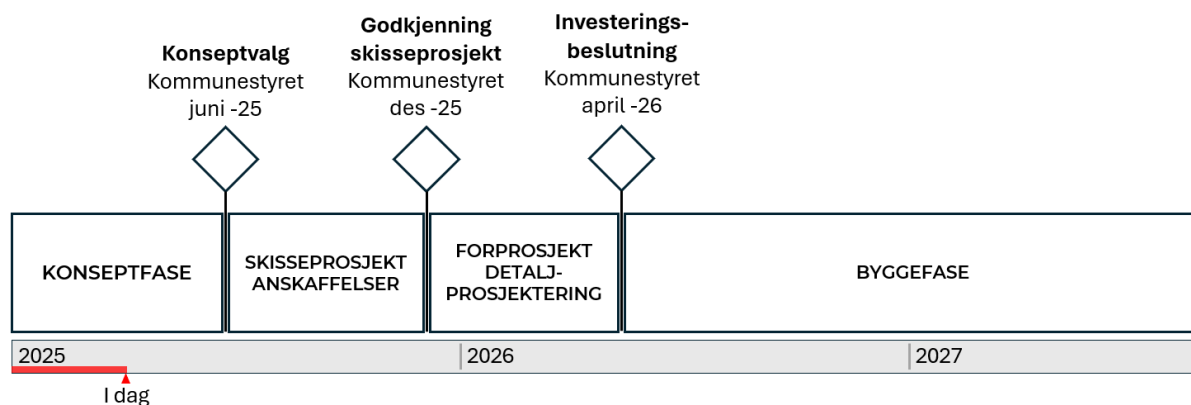 Konseptvalg
Kommunestyret
juni -25
Godkjenning
skisseprosjekt
Kommunestyret
des -25
Investerings-
beslutning
Kommunestyret
april -26
KONSEPTFASE
SKISSEPROSJEKT
ANSKAFFELSER
FORPROSJEKT
DETALJ-
PROSJEKTERING
BYGGEFASE
2025
2026
2027
I dag